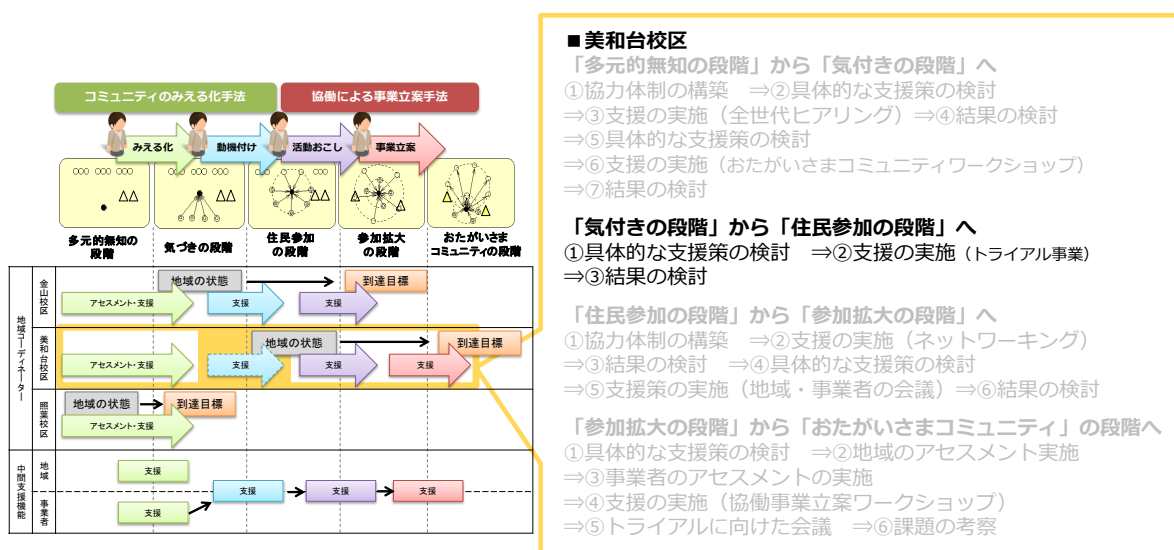 コミュニティのみえる化手法
協働による事業立案手法
みえる化
動機付け
活動おこし
事業立案
多元的無知の
段階
気づきの段階
住民参加
の段階
参加拡大
の段階
おたがいさま
コミュニティの段階
地域コーディネーター
金山校区
地域の状態
到達目標
アセスメント・支援
支援
支援
美和台校区
地域の状態
到達目標
アセスメント・支援
支援
支援
支援
照葉校区
地域の状態
到達目標
アセスメント・支援
中間支援機能
地域
支援
事業者
支援
支援
支援
支援
■美和台校区
「多元的無知の段階」から「気付きの段階」へ
①協力体制の構築 ⇒②具体的な支援策の検討
⇒③支援の実施（全世代ヒアリング）⇒④結果の検討
⇒⑤具体的な支援策の検討
⇒⑥支援の実施（おたがいさまコミュニティワークショップ）
⇒⑦結果の検討
「気付きの段階」から「住民参加の段階」へ
①具体的な支援策の検討 ⇒②支援の実施（トライアル事業）
⇒③結果の検討
「住民参加の段階」から「参加拡大の段階」へ
①協力体制の構築 ⇒②支援の実施（ネットワーキング）
⇒③結果の検討 ⇒④具体的な支援策の検討
⇒⑤支援策の実施（地域・事業者の会議）⇒⑥結果の検討
「参加拡大の段階」から「おたがいさまコミュニティ」の段階へ
①具体的な支援策の検討 ⇒②地域のアセスメント実施
⇒③事業者のアセスメントの実施
⇒④支援の実施（協働事業立案ワークショップ）
⇒⑤トライアルに向けた会議 ⇒⑥課題の考察